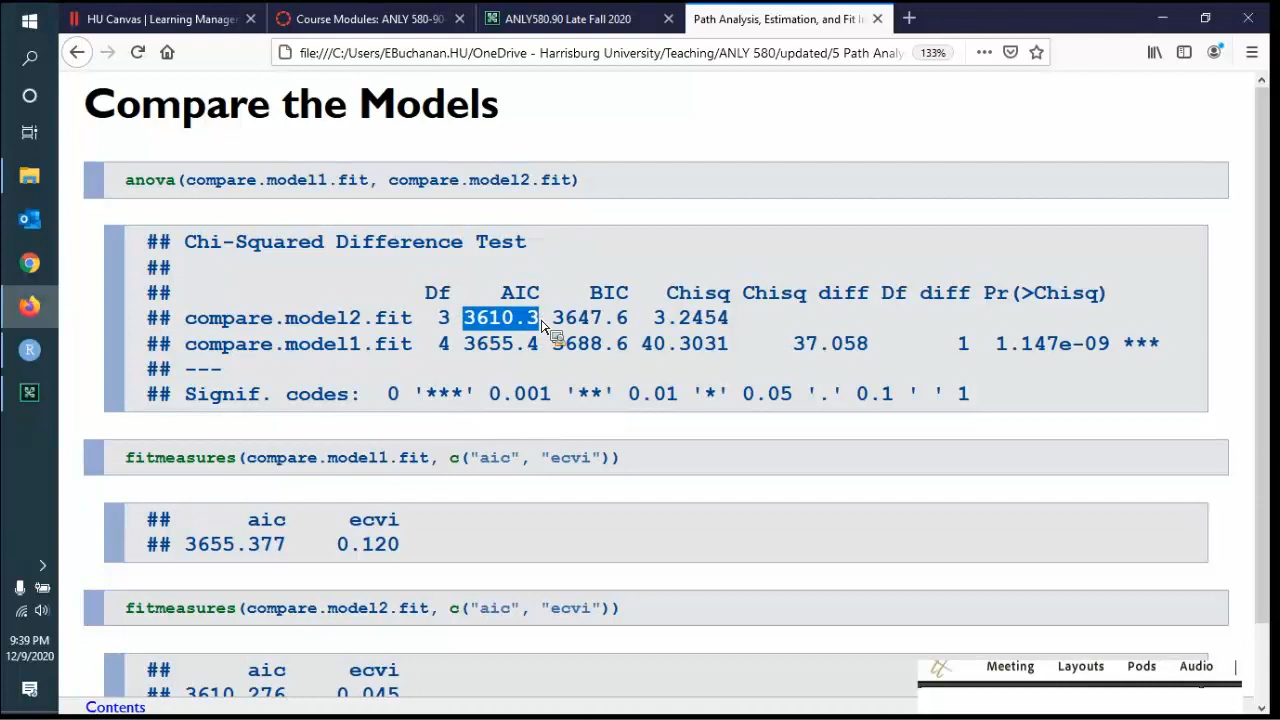 HU Canvas | Learning Manage
Course Modules: ANLY 580-90-
ANLY580.90 Late Fall 2020
Path Analysis, Estimation, and Fit I
file:///C:/Users/EBuchanan.HU/OneDrive - Harrisburg University/Teaching/ANLY 580/updated/5 Path Analy
133%
Compare the Models
anova(compare.model1.fit, compare.model2.fit)
## Chi-Squared Difference Test
##
## Df AIC BIC Chisq Chisq diff Df diff Pr(>Chisq)
## compare.model2.fit 3 3610.3 3647.6 3.2454
## compare.model1.fit 4 3655.4 3688.6 40.3031 37.058 1 1.147e-09 ***
## ---
## Signif. codes: 0 '***' 0.001 '**' 0.01 '*' 0.05 '.' 0.1 ' ' 1
fitmeasures(compare.model1.fit, c("aic", "ecvi"))
## aic ecvi
## 3655.377 0.120
fitmeasures(compare.model2.fit, c("aic", "ecvi"))
## aic ecvi
## 3610.276 0.045
Contents
Meeting Layouts Pods Audio
9:39 PM
12/9/2020